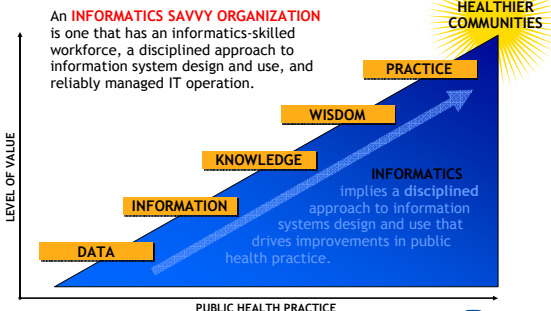 An INFORMATICS SAVVY ORGANIZATION
is one that has an informatics-skilled
workforce, a disciplined approach to
information system design and use, and
reliably managed IT operation.
HEALTHIER
COMMUNITIES
PRACTICE
WISDOM
KNOWLEDGE
INFORMATION
DATA
INFORMATICS
implies a disciplined
approach to information
systems design and use that
drives improvements in public
health practice.
LEVEL OF VALUE
PUBLIC HEALTH PRACTICE